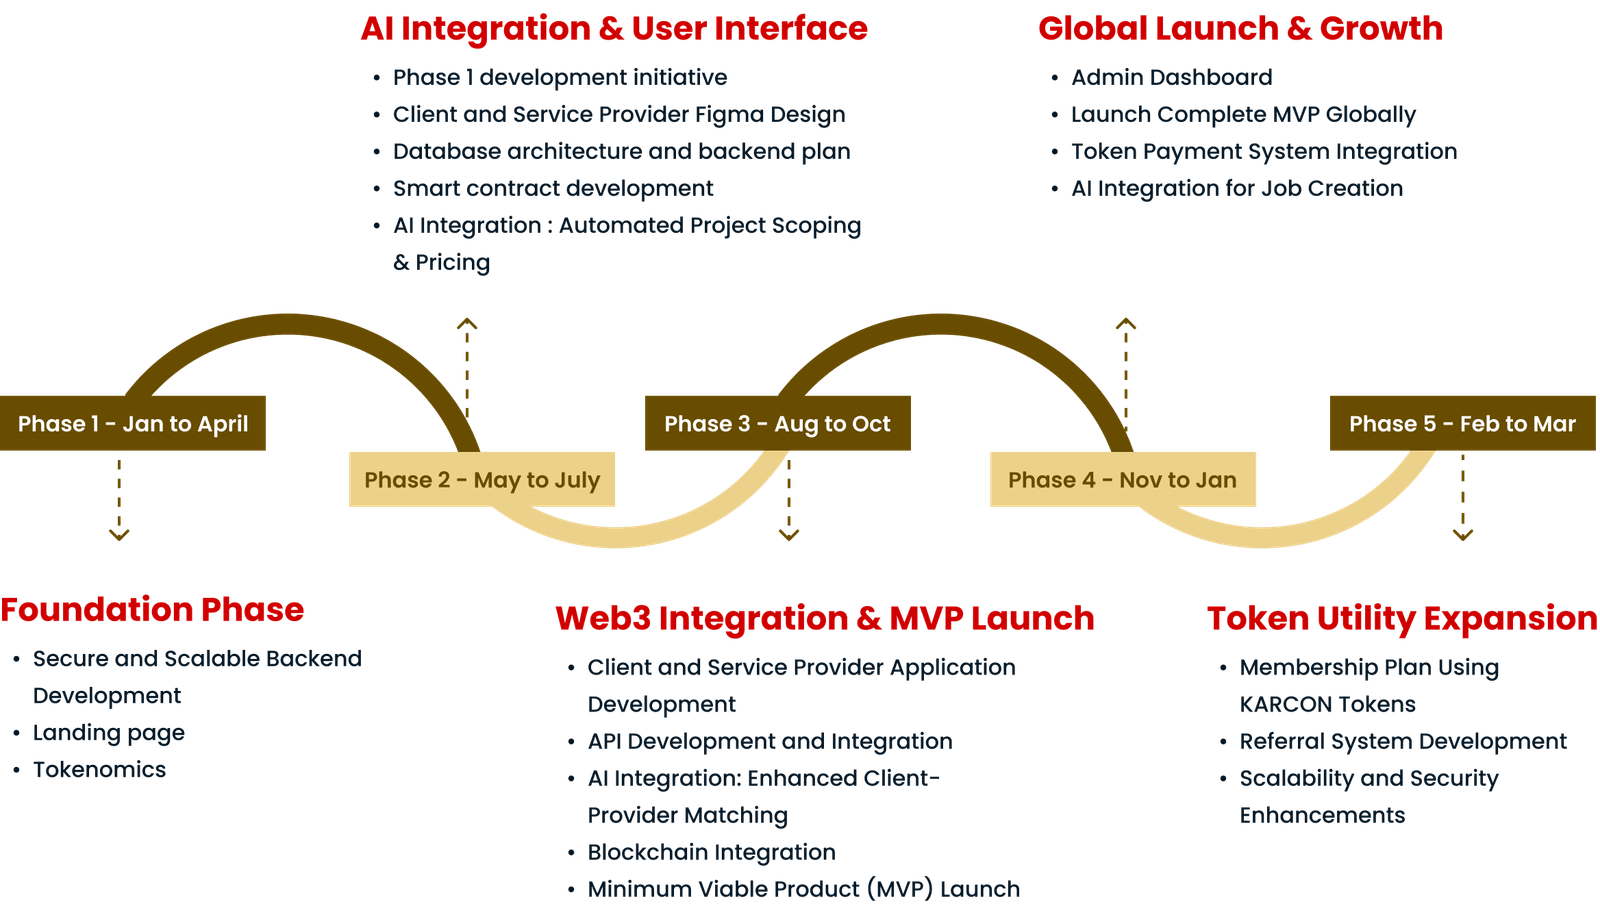 AI Integration & User Interface
• Phase 1 development initiative
• Client and Service Provider Figma Design
• Database architecture and backend plan
• Smart contract development
• AI Integration : Automated Project Scoping
& Pricing
Global Launch & Growth
• Admin Dashboard
• Launch Complete MVP Globally
• Token Payment System Integration
• AI Integration for Job Creation
Phase 1 - Jan to April
Phase 2 - May to July
Phase 3 - Aug to Oct
Phase 4 - Nov to Jan
Phase 5 - Feb to Mar
Foundation Phase
• Secure and Scalable Backend
Development
• Landing page
• Tokenomics
Web3 Integration & MVP Launch
• Client and Service Provider Application
Development
• API Development and Integration
• AI Integration: Enhanced Client-
Provider Matching
• Blockchain Integration
• Minimum Viable Product (MVP) Launch
Token Utility Expansion
• Membership Plan Using
KARCON Tokens
• Referral System Development
• Scalability and Security
Enhancements